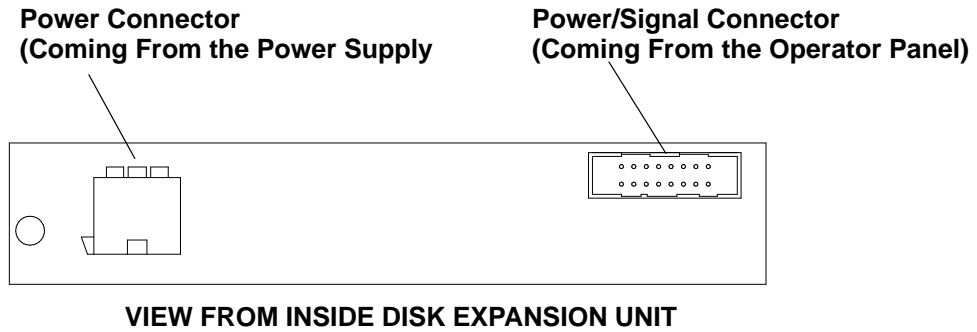 Power Connector
(Coming From the Power Supply
Power/Signal Connector
(Coming From the Operator Panel)
VIEW FROM INSIDE DISK EXPANSION UNIT